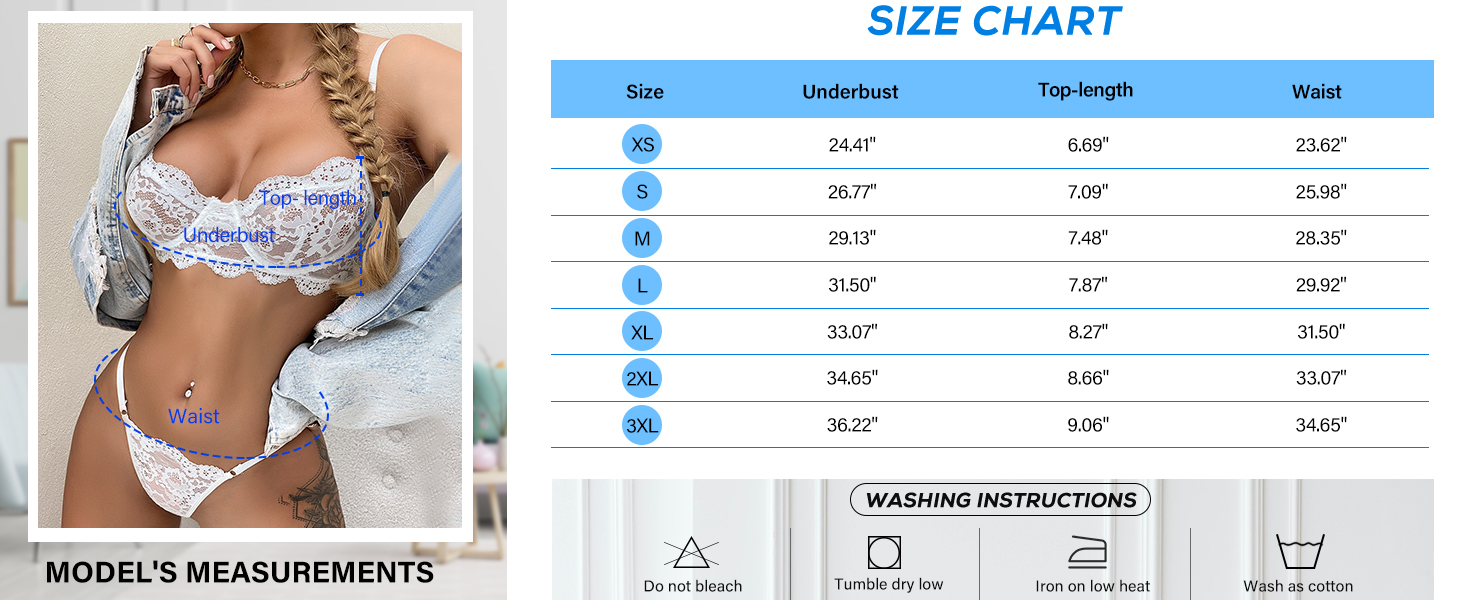 Top- length
Underbust
Waist
MODEL'S MEASUREMENTS
SIZE CHART
Size Underbust Top-length Waist
XS 24.41" 6.69" 23.62"
S 26.77" 7.09" 25.98"
M 29.13" 7.48" 28.35"
L 31.50" 7.87" 29.92"
XL 33.07" 8.27" 31.50"
2XL 34.65" 8.66" 33.07"
3XL 36.22" 9.06" 34.65"
WASHING INSTRUCTIONS
Do not bleach Tumble dry low Iron on low heat Wash as cotton